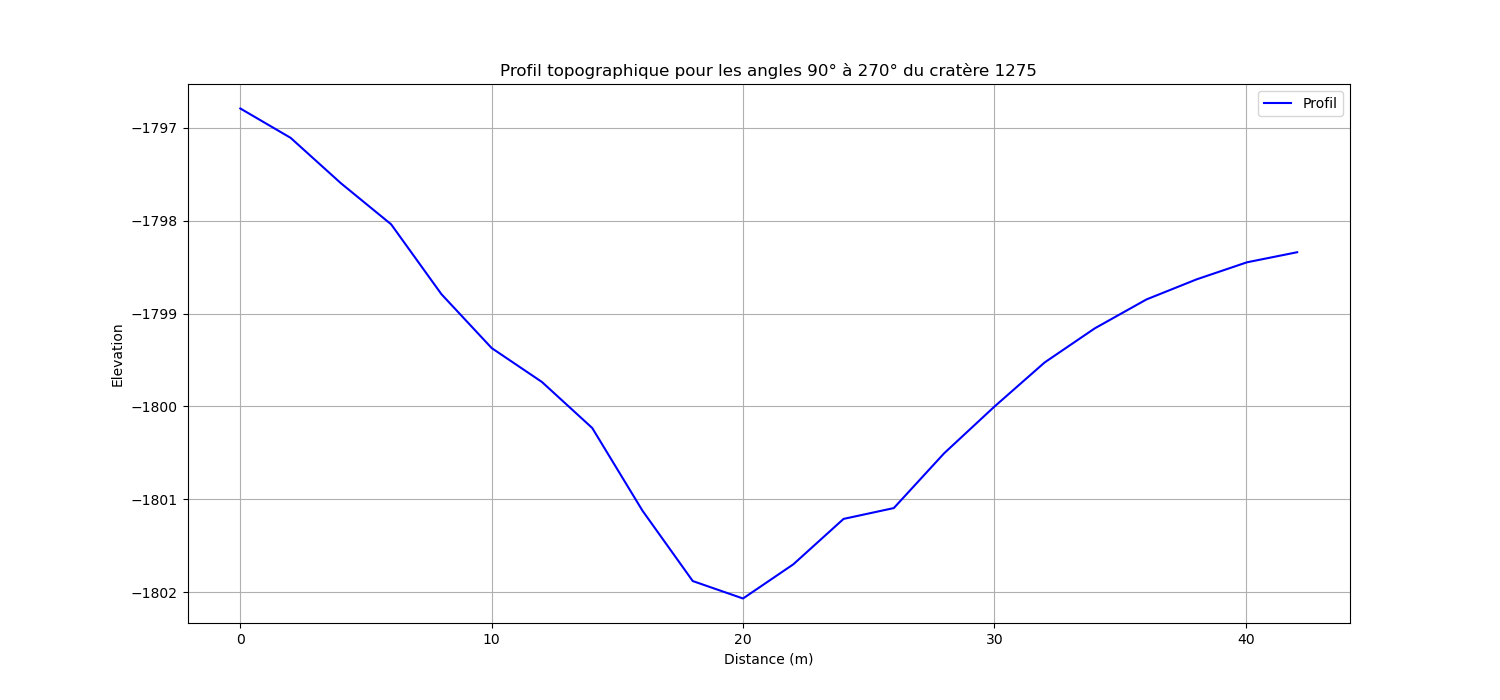 Profil topographique pour les angles 90° à 270° du cratère 1275
Profil
−1797
−1798
−1799
−1800
−1801
−1802
Elevation
0 10 20 30 40
Distance (m)